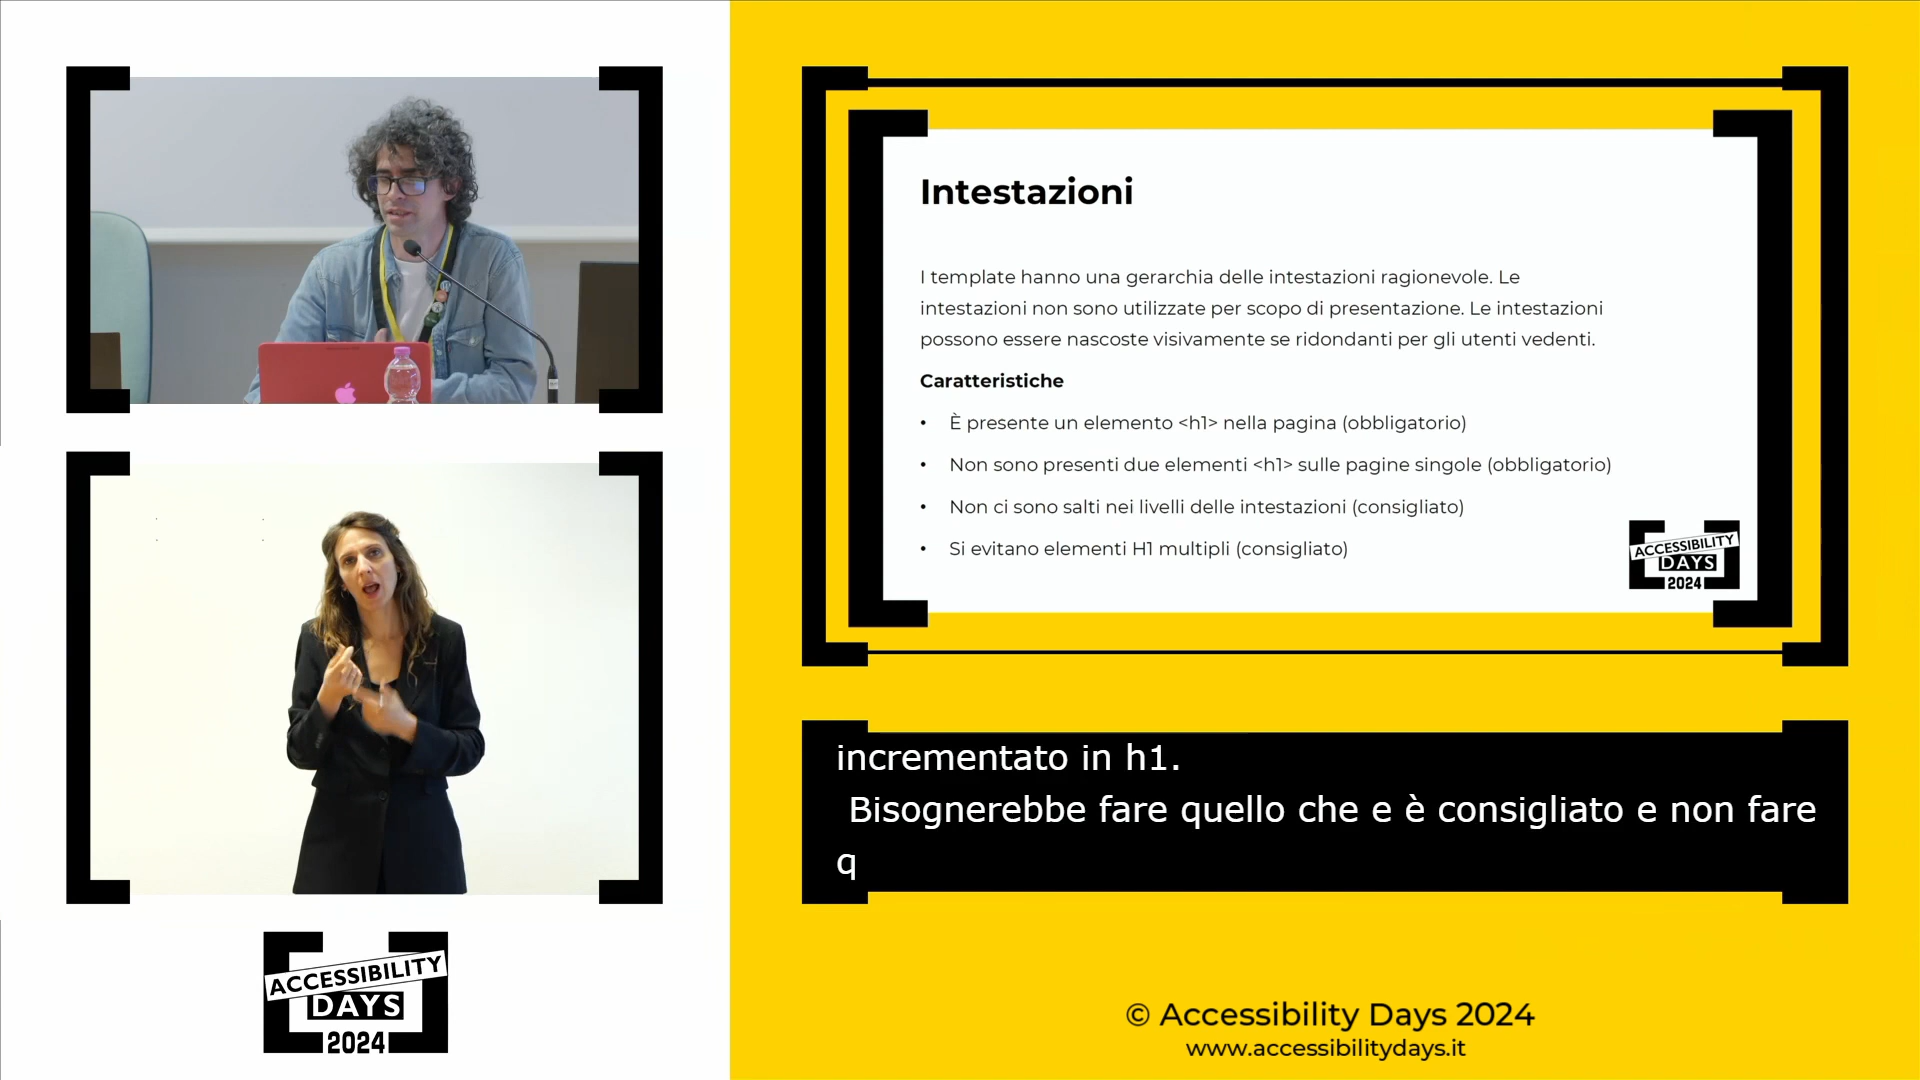 Intestazioni
I template hanno una gerarchia delle intestazioni ragionevole. Le
intestazioni non sono utilizzate per scopo di presentazione. Le intestazioni
possono essere nascoste visivamente se ridondanti per gli utenti vedenti.
Caratteristiche
• È presente un elemento <h1> nella pagina (obbligatorio)
• Non sono presenti due elementi <h1> sulle pagine singole (obbligatorio)
• Non ci sono salti nei livelli delle intestazioni (consigliato)
• Si evitano elementi H1 multipli (consigliato)
ACCESSIBILITY
DAYS
2024
incrementato in h1.
Bisognerebbe fare quello che e è consigliato e non fare
q
ACCESSIBILITY
DAYS
2024
© Accessibility Days 2024
www.accessibilitydays.it